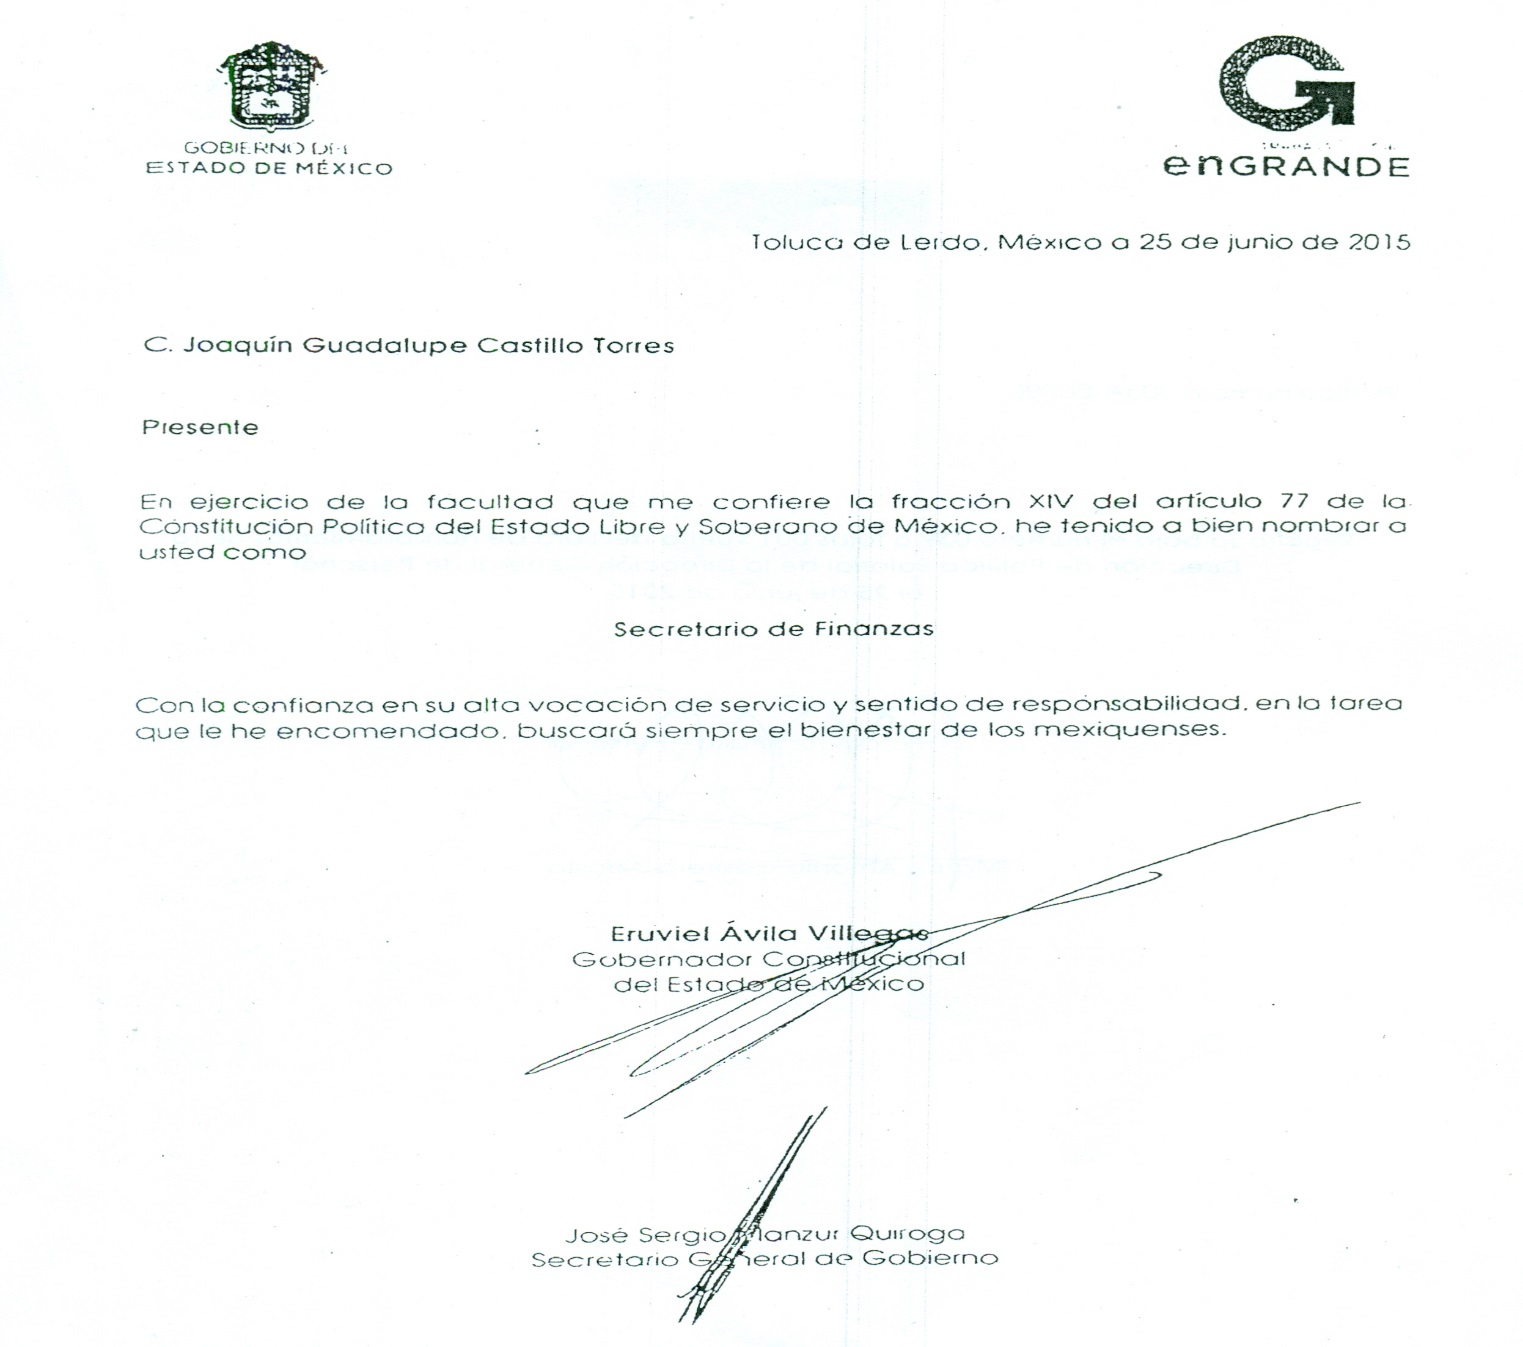 GOBIERNO DEL
ESTADO DE MÉXICO
enGRANDE
Toluca de Lerdo, México a 25 de junio de 2015
C. Joaquín Guadalupe Castillo Torres
Presente
En ejercicio de la facultad que me confiere la fracción XIV del artículo 77 de la
Constitución Política del Estado Libre y Soberano de México, he tenido a bien nombrar a
usted como
Secretario de Finanzas
Con la confianza en su alta vocación de servicio y sentido de responsabilidad, en la tarea
que le he encomendado, buscará siempre el bienestar de los mexiquenses.
Eruviel Ávila Villegas
Gobernador Constitucional
del Estado de México
José Sergio Manzur Quiroga
Secretario General de Gobierno